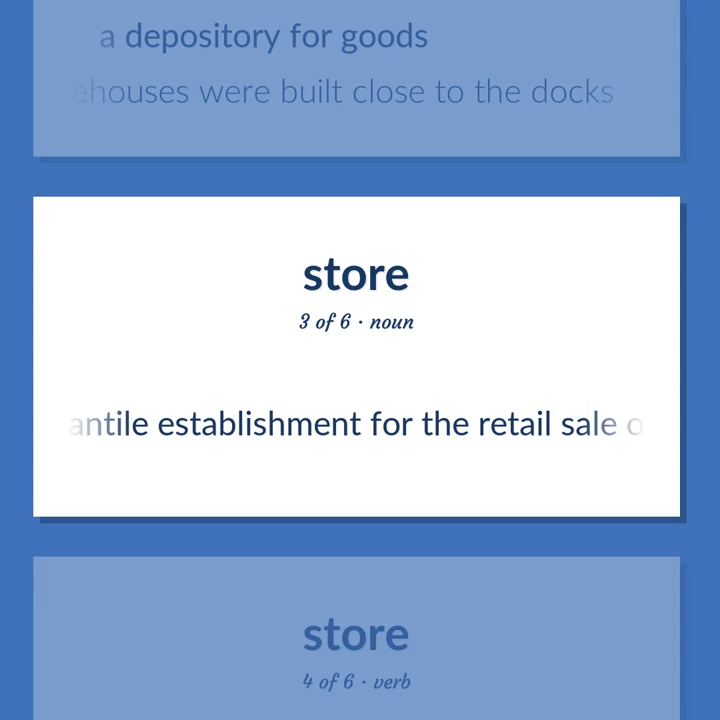 a depository for goods
ehouses were built close to the docks
store
3 of 6 · noun
antile establishment for the retail sale o
store
4 of 6 · verb